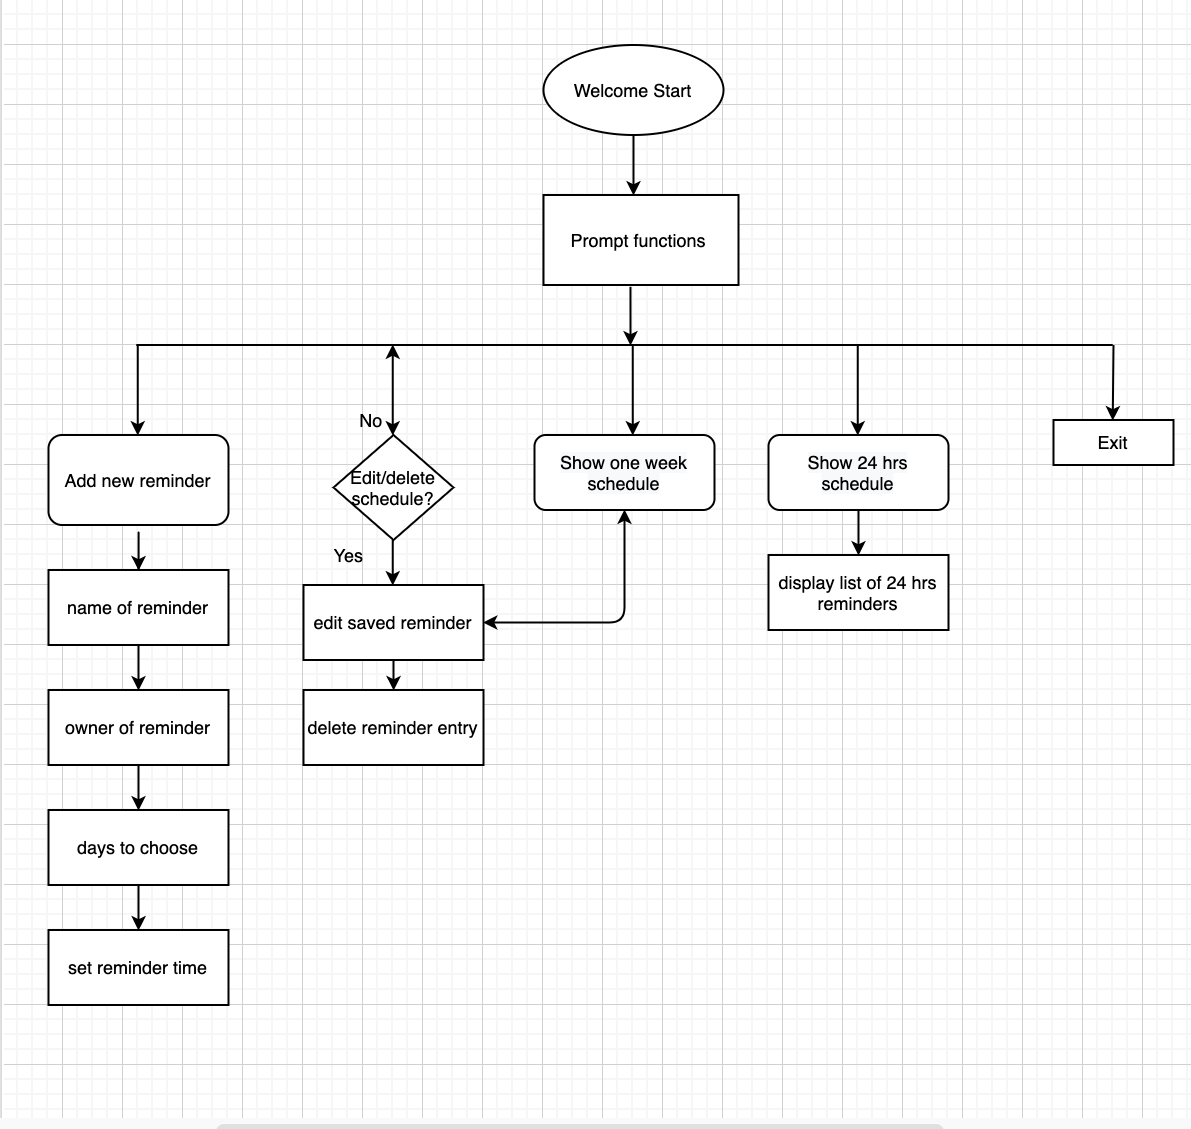 Welcome Start
Prompt functions
No
Add new reminder
Edit/delete
schedule?
Show one week
schedule
Show 24 hrs
schedule
Exit
Yes
name of reminder
edit saved reminder
display list of 24 hrs
reminders
owner of reminder
delete reminder entry
days to choose
set reminder time